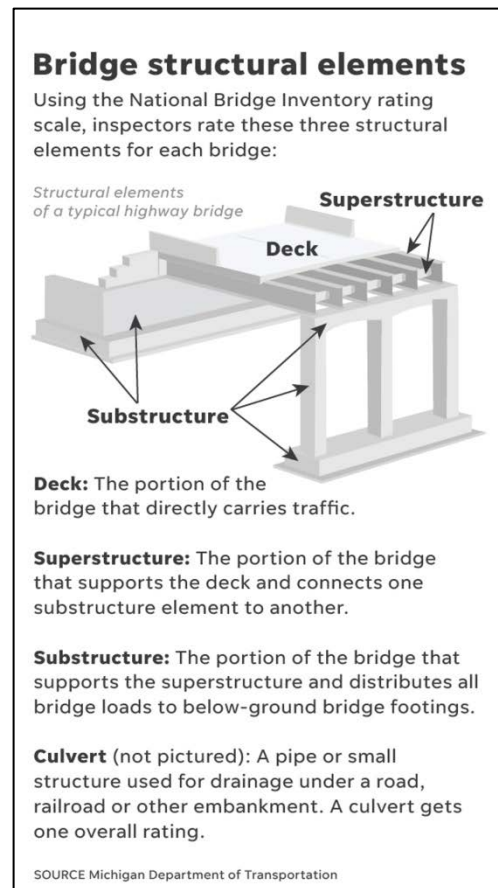 Bridge structural elements
Using the National Bridge Inventory rating
scale, inspectors rate these three structural
elements for each bridge:
Structural elements
of a typical highway bridge
Superstructure
Deck
Substructure
Deck: The portion of the
bridge that directly carries traffic.
Superstructure: The portion of the bridge
that supports the deck and connects one
substructure element to another.
Substructure: The portion of the bridge that
supports the superstructure and distributes all
bridge loads to below-ground bridge footings.
Culvert (not pictured): A pipe or small
structure used for drainage under a road,
railroad or other embankment. A culvert gets
one overall rating.
SOURCE Michigan Department of Transportation